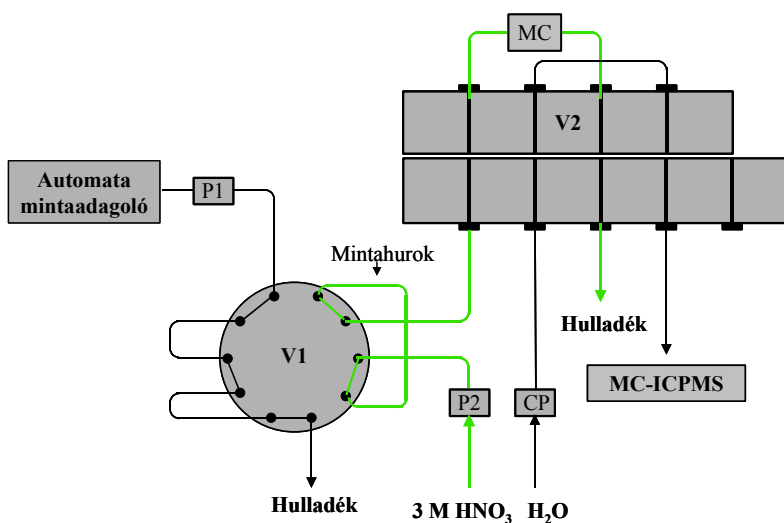 MC
V2
Automata
mintaadagoló
P1
Mintahurok
V1
Hulladék
MC-ICPMS
P2
CP
Hulladék
3 M HNO₃ H₂O